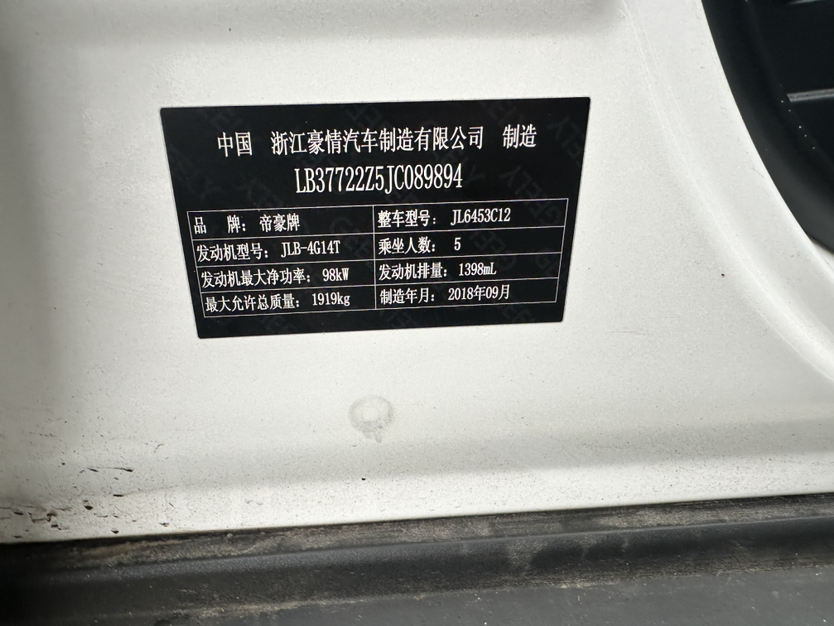 中国 浙江豪情汽车制造有限公司 制造
LB37722Z5JC089894
品 牌：帝豪牌 整车型号：JL6453C12
发动机型号：JLB-4G14T 乘坐人数：5
发动机最大净功率：98kW 发动机排量：1398mL
最大允许总质量：1919kg 制造年月：2018年09月